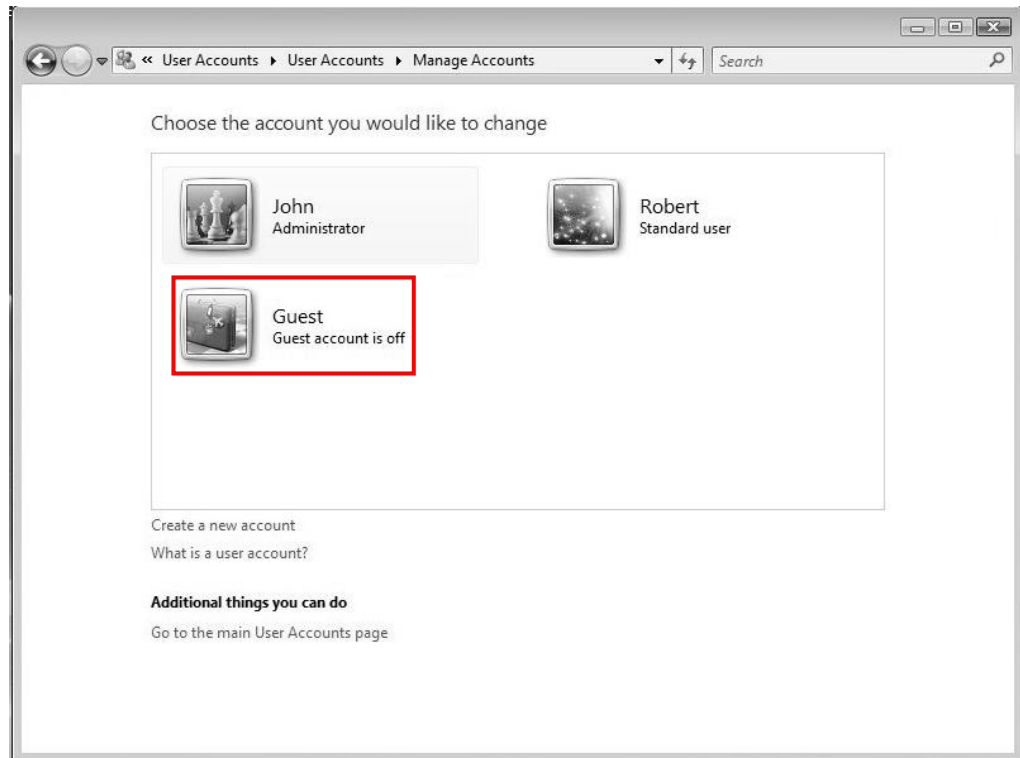 « User Accounts ▸ User Accounts ▸ Manage Accounts
Search
Choose the account you would like to change
John
Administrator
Robert
Standard user
Guest
Guest account is off
Create a new account
What is a user account?
Additional things you can do
Go to the main User Accounts page